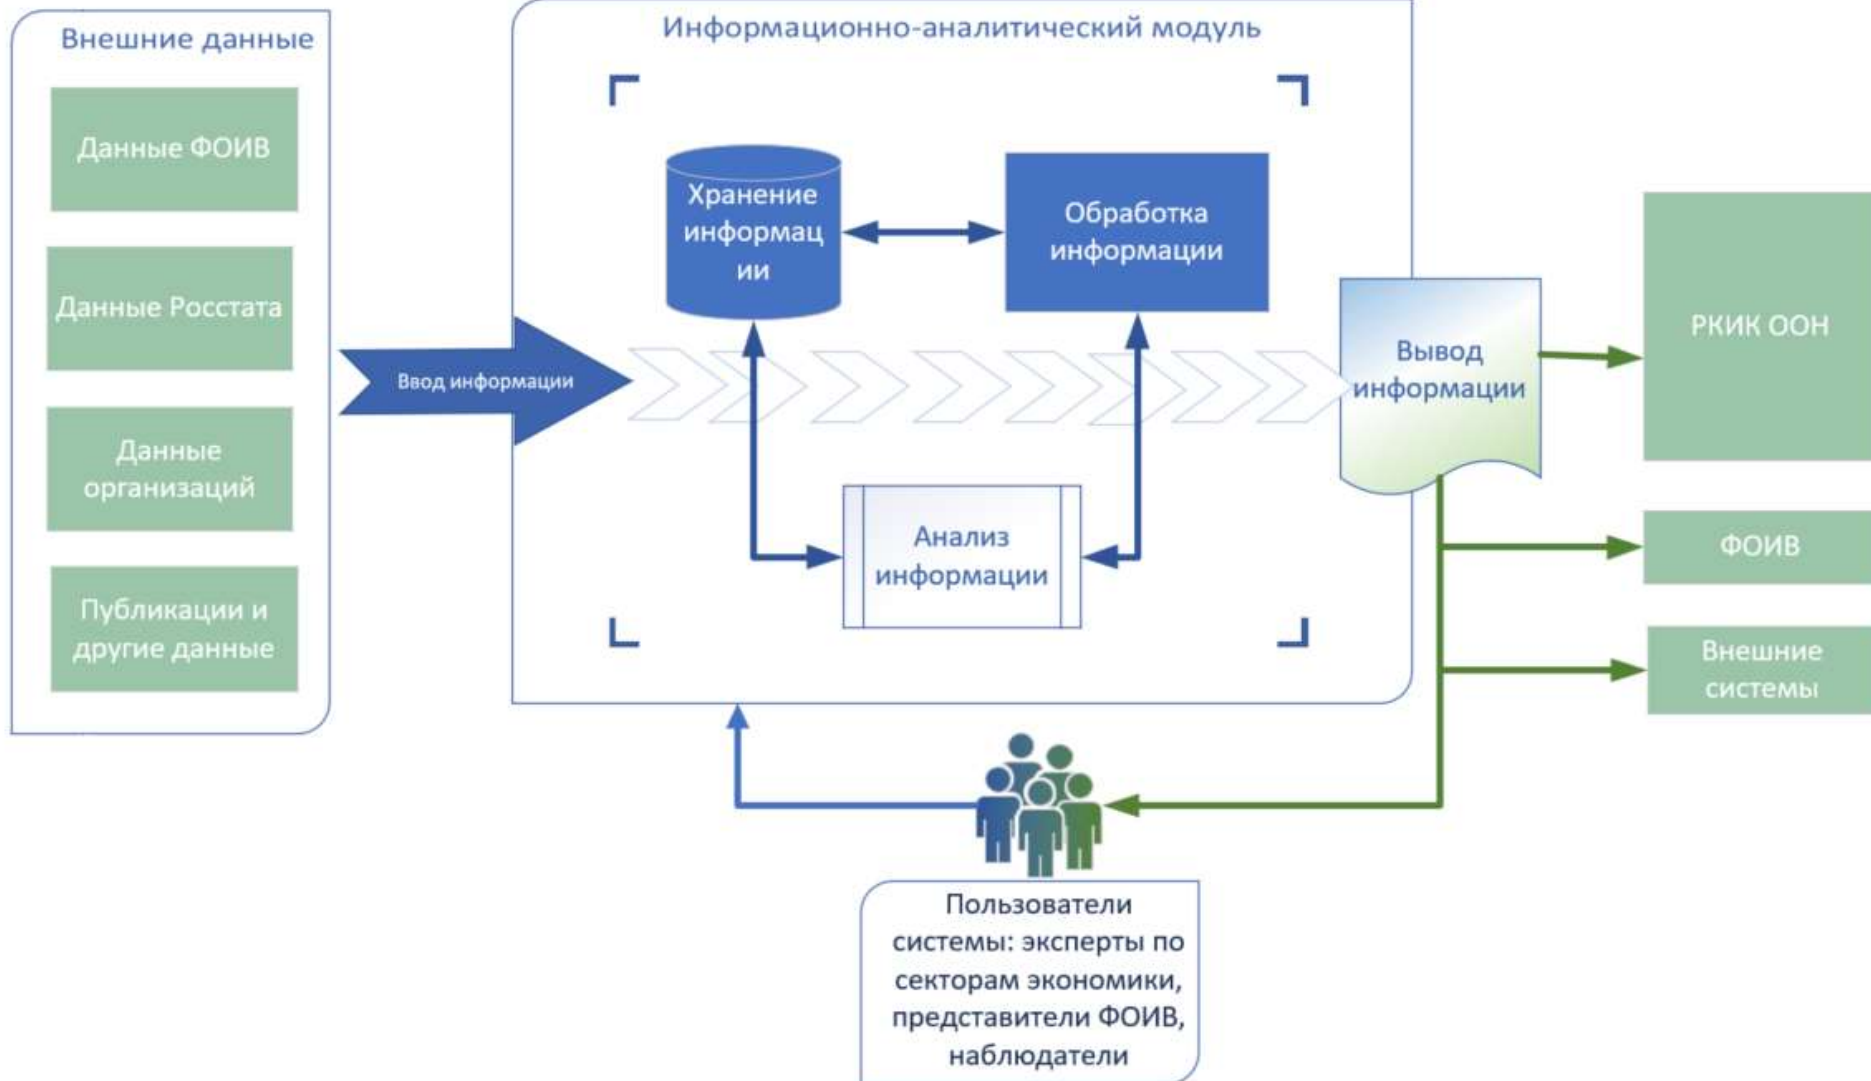 Внешние данные
Данные ФОИВ
Данные Росстата
Данные
организаций
Публикации и
другие данные
Ввод информации
Информационно-аналитический модуль
Хранение
информац
ии
Обработка
информации
Анализ
информации
Вывод
информации
РКИК ООН
ФОИВ
Внешние
системы
Пользователи
системы: эксперты по
секторам экономики,
представители ФОИВ,
наблюдатели